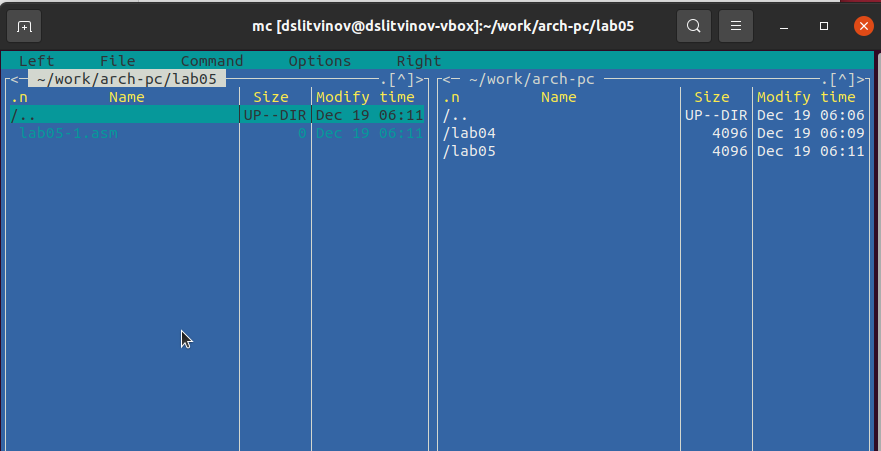 mc [dslitvinov@dslitvinov-vbox]:~/work/arch-pc/lab05
Left File Command Options Right
<─ ~/work/arch-pc/lab05 .[^]>
.n Name Size Modify time
/.. UP--DIR Dec 19 06:11
lab05-1.asm 0 Dec 19 06:11
<─ ~/work/arch-pc .[^]>
.n Name Size Modify time
/.. UP--DIR Dec 19 06:06
/lab04 4096 Dec 19 06:09
/lab05 4096 Dec 19 06:11